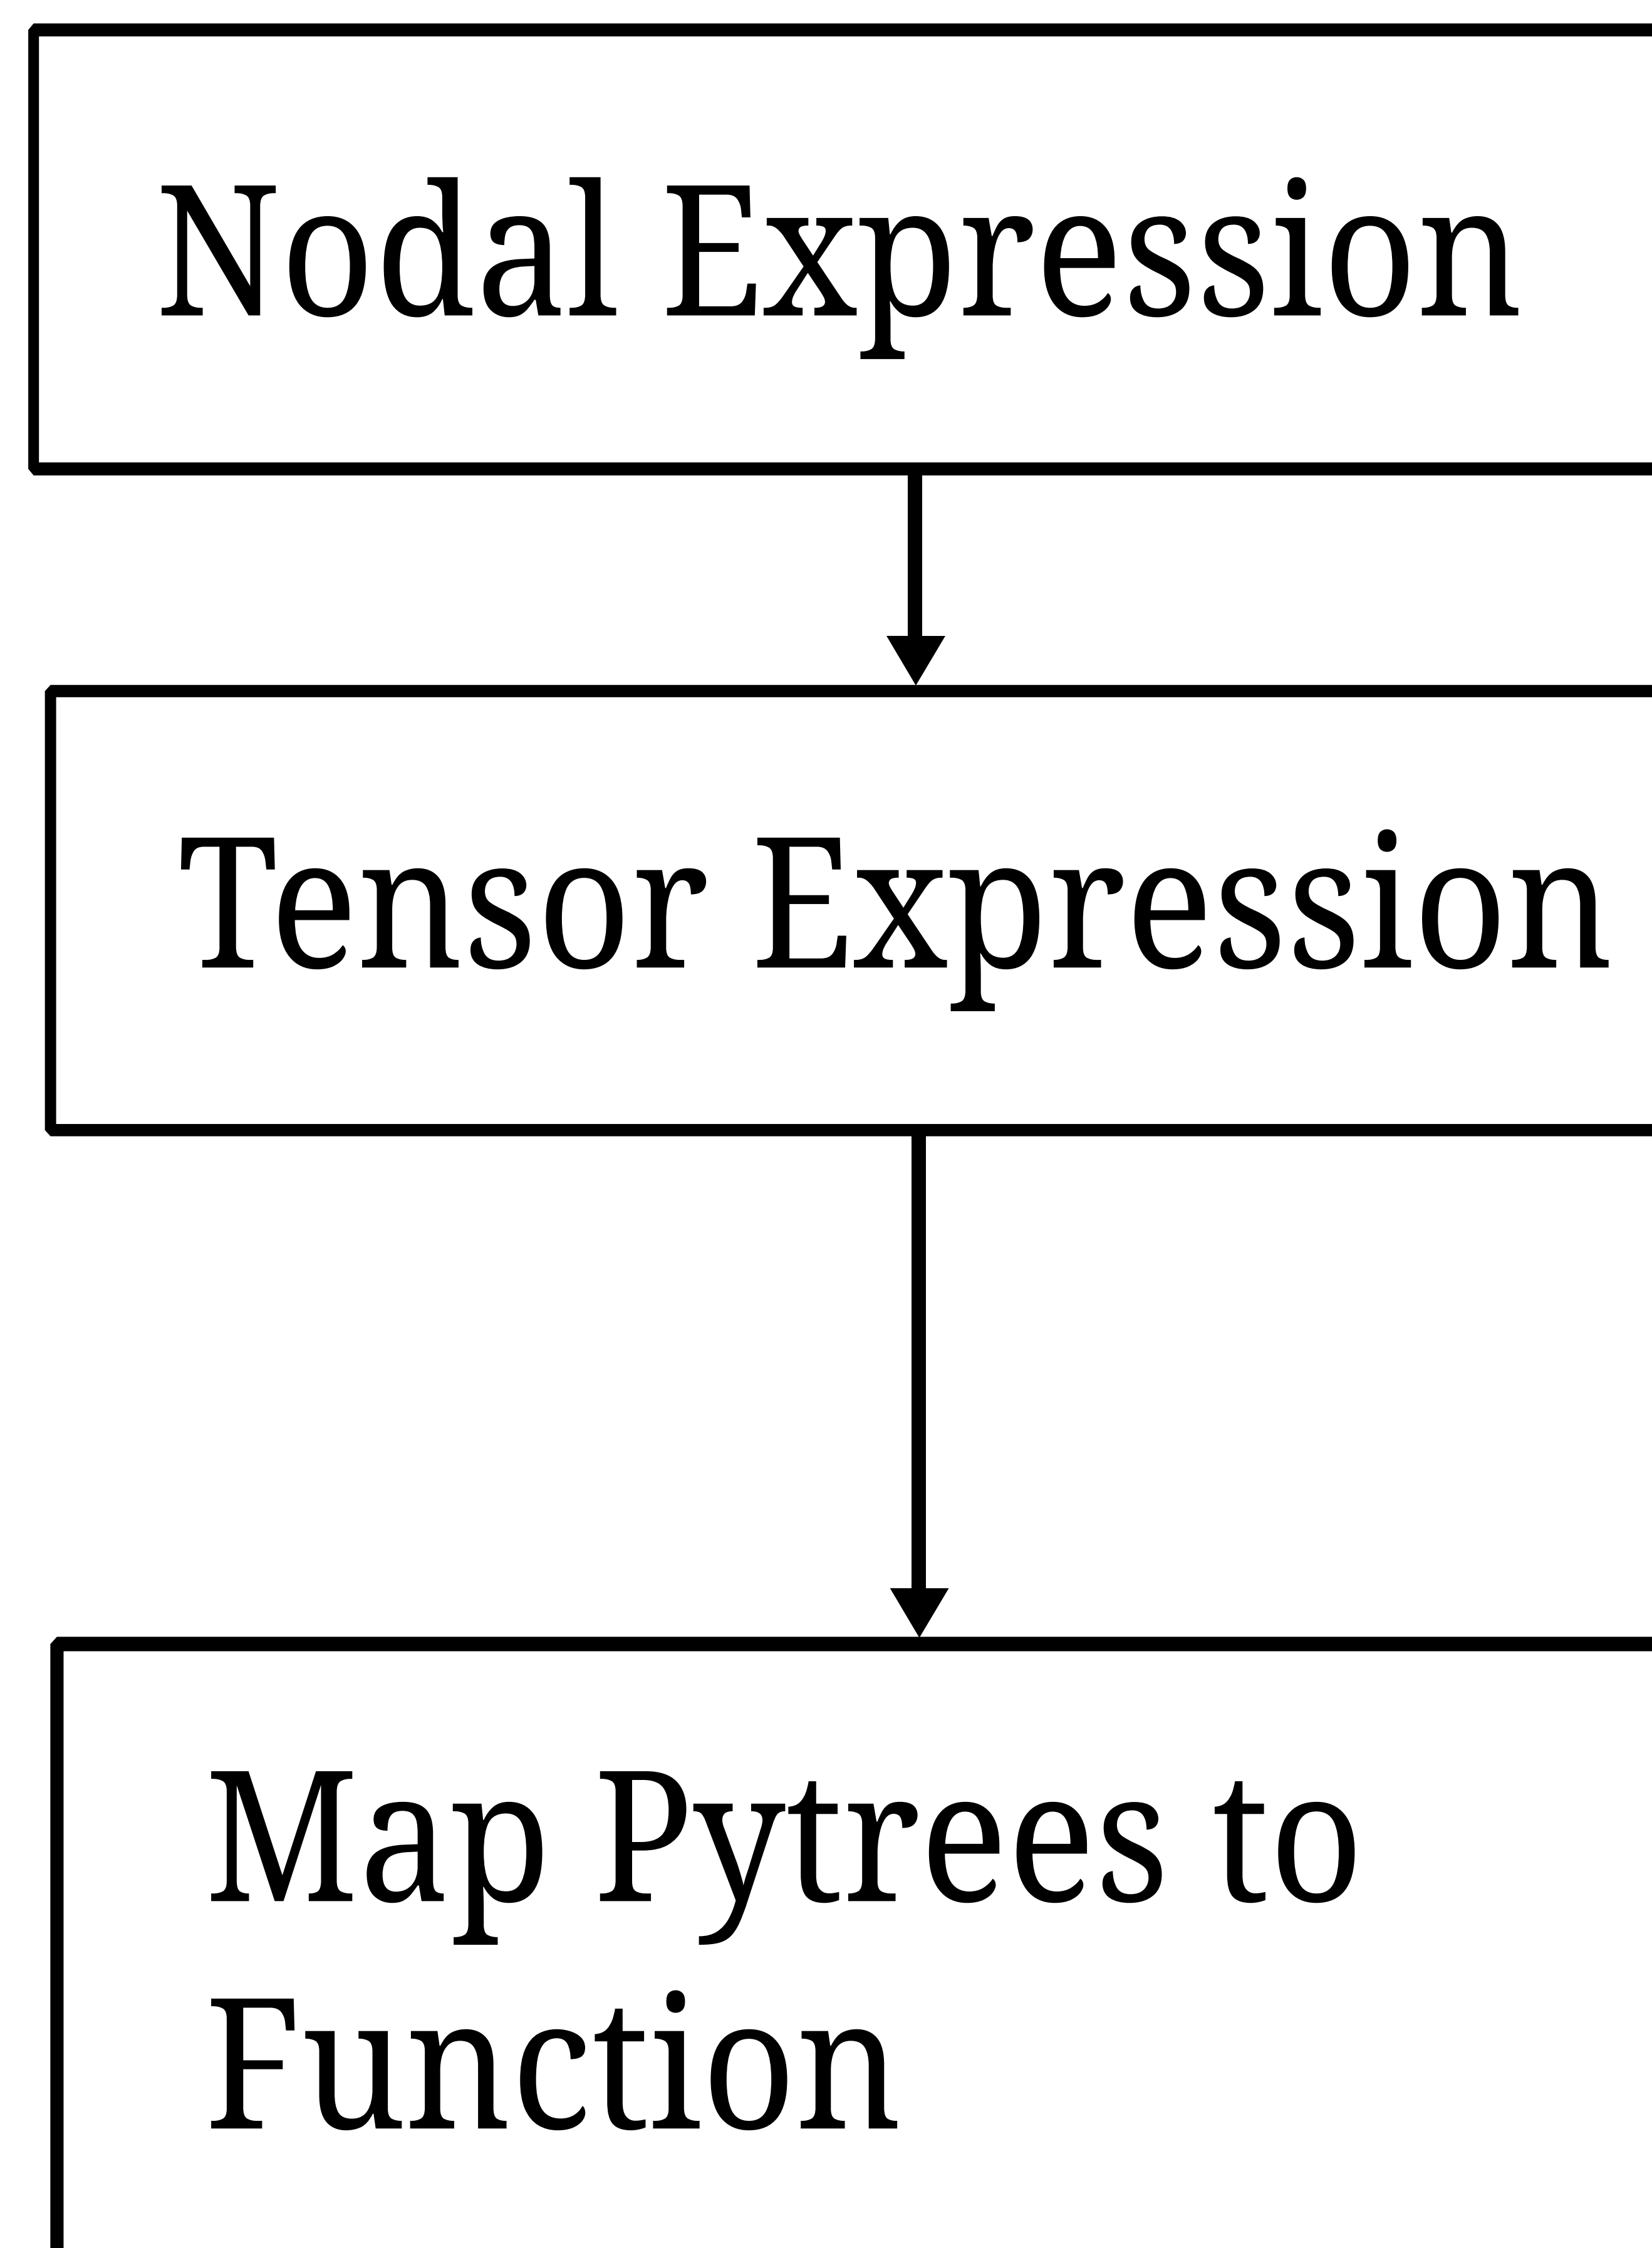 Nodal Expression
Tensor Expression
Map Pytrees to
Function